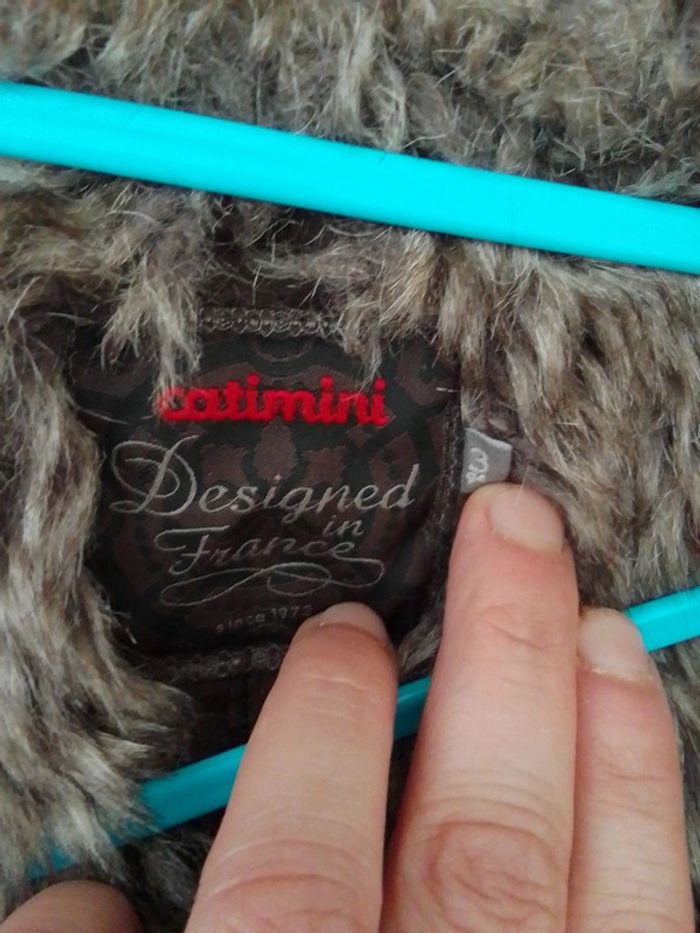 catimini
Designed
in
France
since 1972